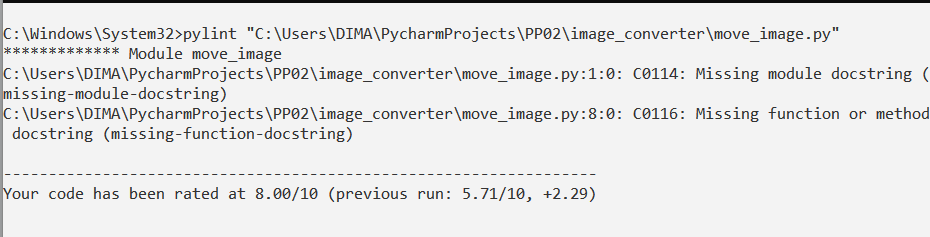 C:\Windows\System32>pylint "C:\Users\DIMA\PycharmProjects\PP02\image_converter\move_image.py"
************* Module move_image
C:\Users\DIMA\PycharmProjects\PP02\image_converter\move_image.py:1:0: C0114: Missing module docstring (
missing-module-docstring)
C:\Users\DIMA\PycharmProjects\PP02\image_converter\move_image.py:8:0: C0116: Missing function or method
 docstring (missing-function-docstring)
------------------------------------------------------------------
Your code has been rated at 8.00/10 (previous run: 5.71/10, +2.29)